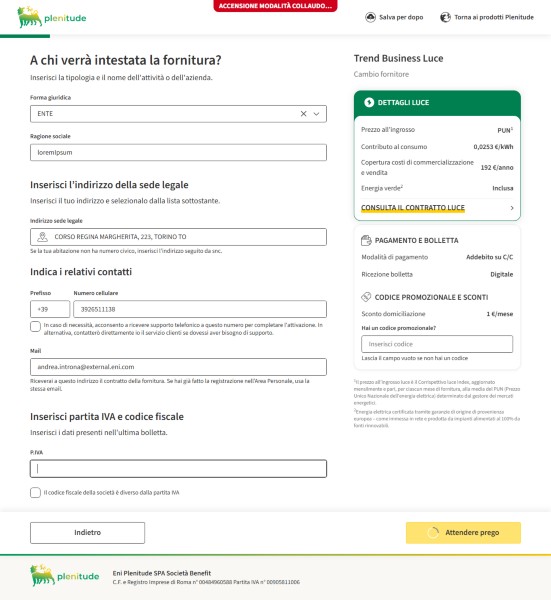 ACCENSIONE MODALITÀ COLLAUDO...
plenitude
Salva per dopo
Torna ai prodotti Plenitude
A chi verrà intestata la fornitura?
Inserisci la tipologia e il nome dell'attività o dell'azienda.
Forma giuridica
ENTE
Ragione sociale
loremipsum
Inserisci l'indirizzo della sede legale
Inserisci il tuo indirizzo e selezionalo dalla lista sottostante.
Indirizzo sede legale
CORSO REGINA MARGHERITA, 223, TORINO TO
Se la tua abitazione non ha numero civico, inserisci l'indirizzo seguito da snc.
Indica i relativi contatti
Prefisso Numero cellulare
+39 3926511138
In caso di necessità, acconsento a ricevere supporto telefonico a questo numero per completare l'attivazione. In
alternativa, contatterò direttamente io il servizio clienti se dovessi aver bisogno di supporto.
Mail
andrea.introna@external.eni.com
Riceverai a questo indirizzo il contratto della fornitura. Se hai già fatto la registrazione nell'Area Personale, usa la
stessa email.
Inserisci partita IVA e codice fiscale
Inserisci i dati presenti nell'ultima bolletta.
P.IVA
Il codice fiscale della società è diverso dalla partita IVA
Trend Business Luce
Cambio fornitore
DETTAGLI LUCE
Prezzo all'ingrosso PUN¹
Contributo al consumo 0,0253 €/kWh
Copertura costi di commercializzazione
e vendita 192 €/anno
Energia verde² Inclusa
CONSULTA IL CONTRATTO LUCE
PAGAMENTO E BOLLETTA
Modalità di pagamento Addebito su C/C
Ricezione bolletta Digitale
CODICE PROMOZIONALE E SCONTI
Sconto domiciliazione 1 €/mese
Hai un codice promozionale?
Inserisci codice
Lascia il campo vuoto se non hai un codice
¹Il prezzo all'ingrosso luce è il Corrispettivo luce Index, aggiornato
mensilmente e pari, per ciascun mese di fornitura, alla media del PUN (Prezzo
Unico Nazionale dell'energia elettrica) determinato dal gestore dei mercati
energetici.
²Energia elettrica certificata tramite garanzie di origine di provenienza
europea – come immessa in rete e prodotta da impianti alimentati al 100% da
fonti rinnovabili.
Indietro
Attendere prego
plenitude
Eni Plenitude SPA Società Benefit
C.F. e Registro Imprese di Roma n° 00484960588 Partita IVA n° 00905811006